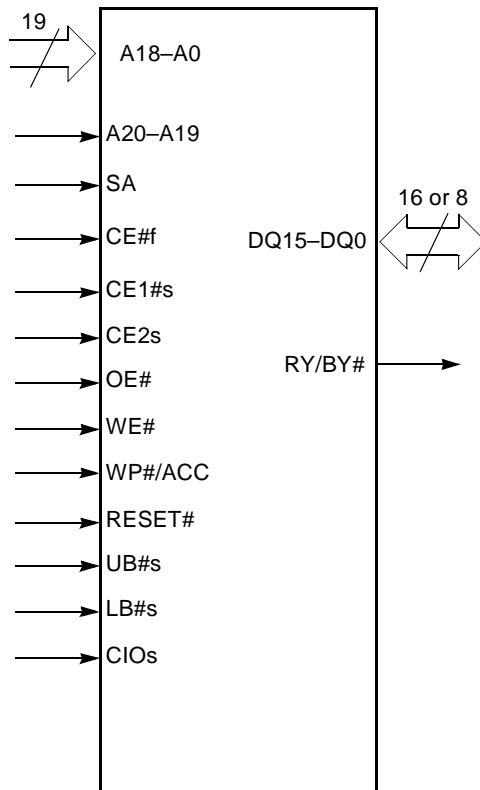 19
A18–A0
A20–A19
SA
16 or 8
CE#f
DQ15–DQ0
CE1#s
CE2s
RY/BY#
OE#
WE#
WP#/ACC
RESET#
UB#s
LB#s
CIOs